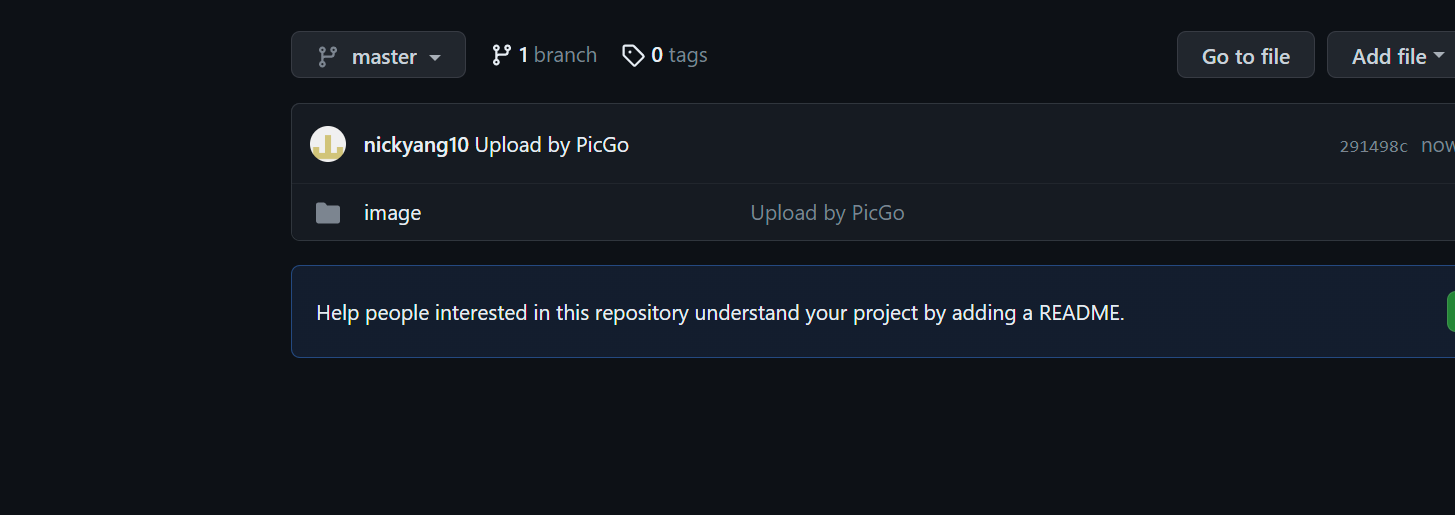 master 1 branch 0 tags Go to file Add file
nickyang10 Upload by PicGo 291498c now
image Upload by PicGo
Help people interested in this repository understand your project by adding a README.